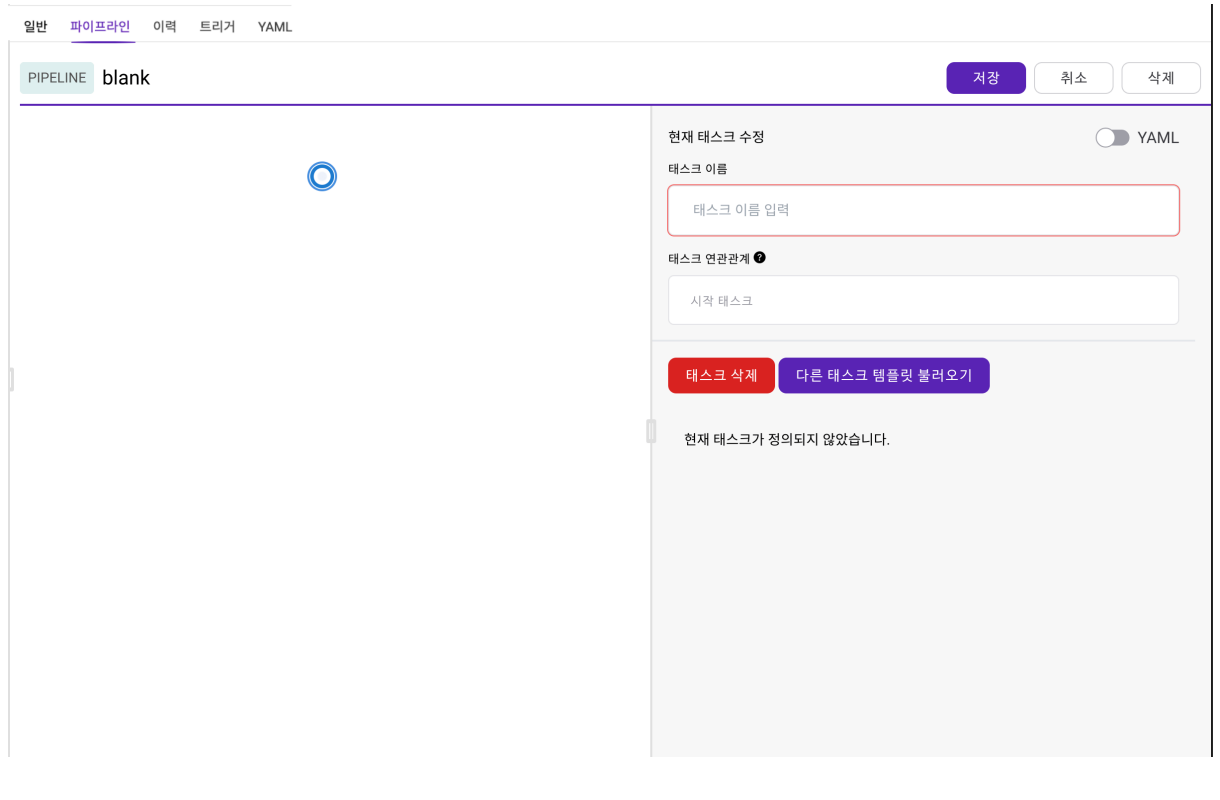 일반 파이프라인 이력 트리거 YAML
PIPELINE blank 저장 취소 삭제
현재 태스크 수정 YAML
태스크 이름
태스크 이름 입력
태스크 연관관계 ?
시작 태스크
태스크 삭제 다른 태스크 템플릿 불러오기
현재 태스크가 정의되지 않았습니다.